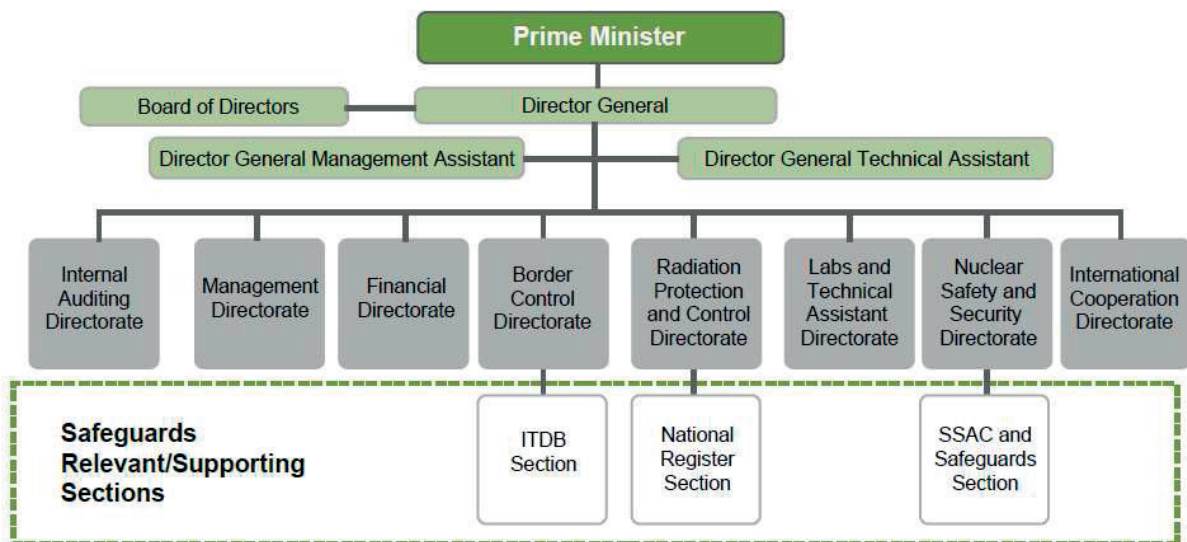 Prime Minister
Board of Directors
Director General
Director General Management Assistant
Director General Technical Assistant
Internal
Auditing
Directorate
Management
Directorate
Financial
Directorate
Border
Control
Directorate
Radiation
Protection
and Control
Directorate
Labs and
Technical
Assistant
Directorate
Nuclear
Safety and
Security
Directorate
International
Cooperation
Directorate
Safeguards
Relevant/Supporting
Sections
ITDB
Section
National
Register
Section
SSAC and
Safeguards
Section